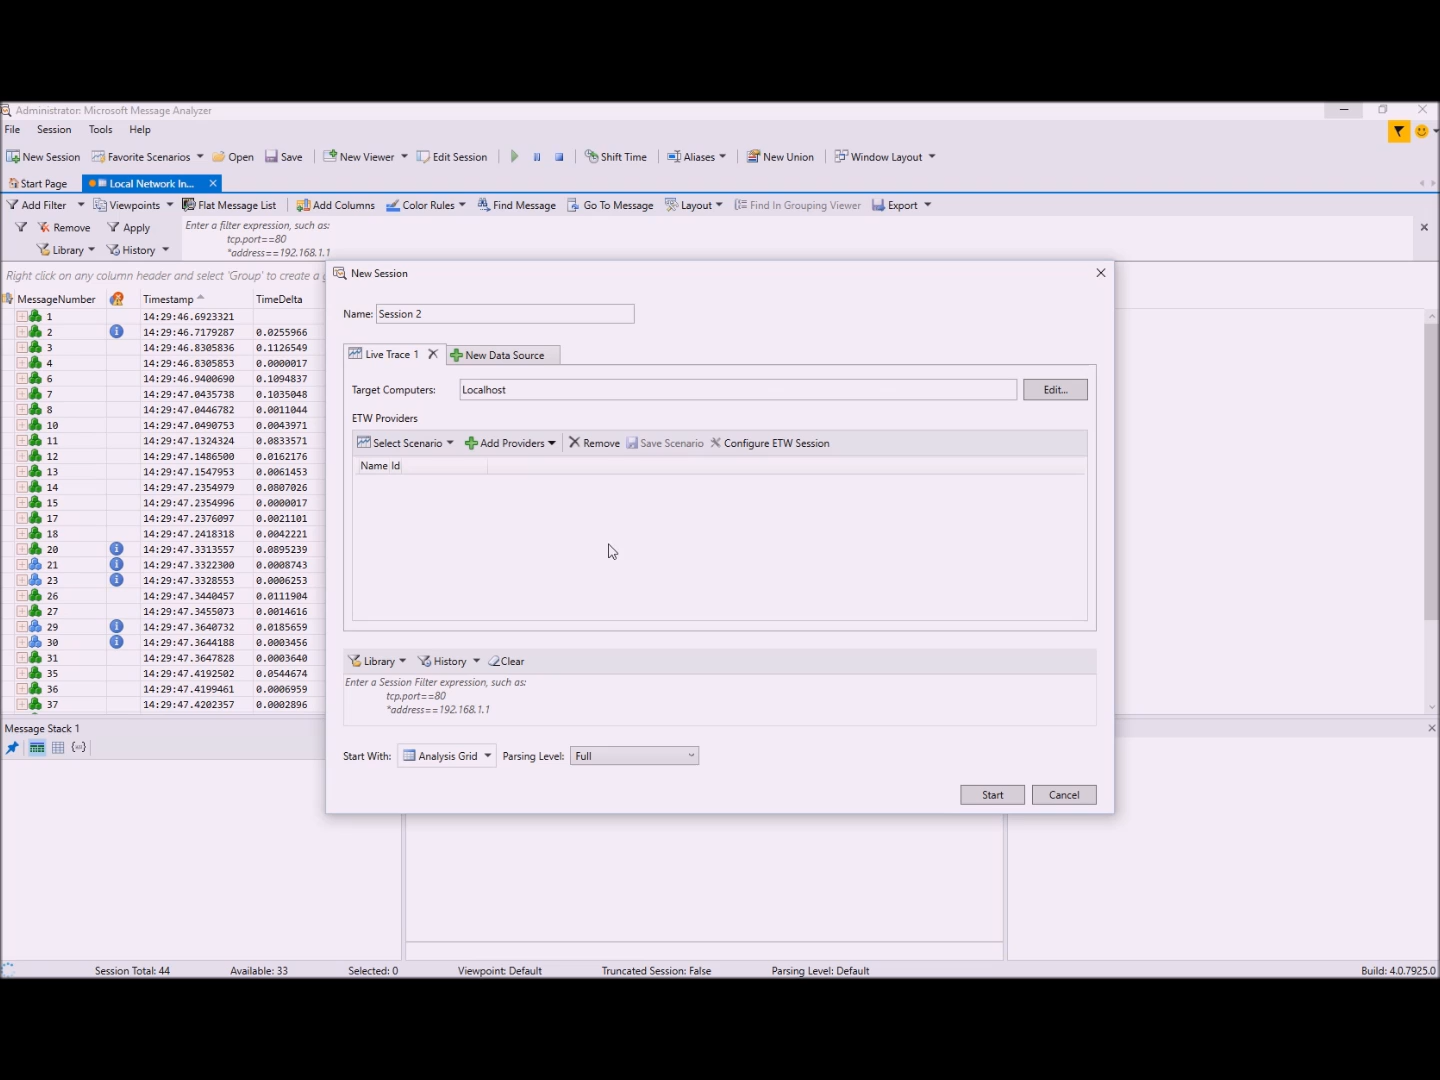 Administrator: Microsoft Message Analyzer
File Session Tools Help
New Session Favorite Scenarios Open Save New Viewer Edit Session Shift Time Aliases New Union Window Layout
Start Page Local Network In...
Add Filter Viewpoints Flat Message List Add Columns Color Rules Find Message Go To Message Layout Find In Grouping Viewer Export
Remove Apply
Library History
Enter a filter expression, such as:
tcp.port==80
*address==192.168.1.1
Right click on any column header and select 'Group' to create a g
MessageNumber Timestamp TimeDelta
1 14:29:46.6923321
2 14:29:46.7179287 0.0255966
3 14:29:46.8305836 0.1126549
4 14:29:46.8305853 0.0000017
6 14:29:46.9400690 0.1094837
7 14:29:47.0435738 0.1035048
8 14:29:47.0446782 0.0011044
10 14:29:47.0490753 0.0043971
11 14:29:47.1324324 0.0833571
12 14:29:47.1486500 0.0162176
13 14:29:47.1547953 0.0061453
14 14:29:47.2354979 0.0807026
15 14:29:47.2354996 0.0000017
17 14:29:47.2376097 0.0021101
18 14:29:47.2418318 0.0042221
20 14:29:47.3313557 0.0895239
21 14:29:47.3322300 0.0008743
23 14:29:47.3328553 0.0006253
26 14:29:47.3440457 0.0111904
27 14:29:47.3455073 0.0014616
29 14:29:47.3640732 0.0185659
30 14:29:47.3644188 0.0003456
31 14:29:47.3647828 0.0003640
35 14:29:47.4192502 0.0544674
36 14:29:47.4199461 0.0006959
37 14:29:47.4202357 0.0002896
New Session
Name: Session 2
Live Trace 1 New Data Source
Target Computers: Localhost Edit...
ETW Providers
Select Scenario Add Providers Remove Save Scenario Configure ETW Session
Name Id
Library History Clear
Enter a Session Filter expression, such as:
tcp.port==80
*address==192.168.1.1
Start With: Analysis Grid Parsing Level: Full
Start Cancel
Message Stack 1
Session Total: 44 Available: 33 Selected: 0 Viewpoint: Default Truncated Session: False Parsing Level: Default Build: 4.0.7925.0